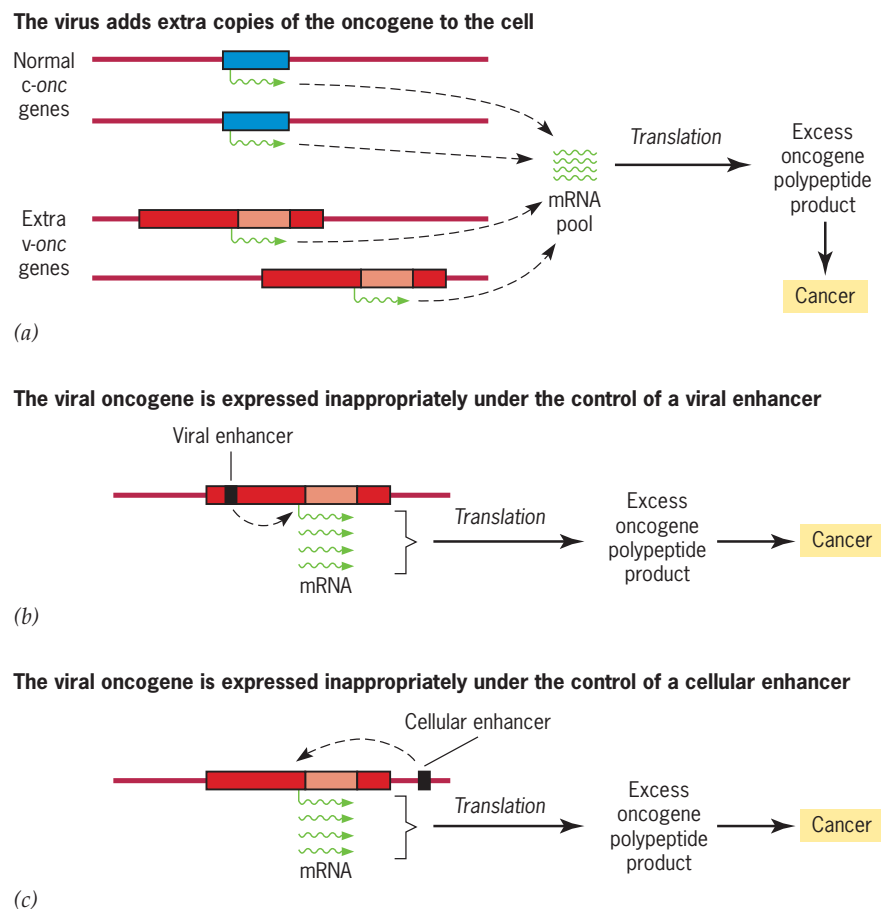 The virus adds extra copies of the oncogene to the cell
Normal
c-onc
genes
Extra
v-onc
genes
mRNA
pool
Translation
Excess
oncogene
polypeptide
product
Cancer
(a)
The viral oncogene is expressed inappropriately under the control of a viral enhancer
Viral enhancer
mRNA
Translation
Excess
oncogene
polypeptide
product
Cancer
(b)
The viral oncogene is expressed inappropriately under the control of a cellular enhancer
Cellular enhancer
mRNA
Translation
Excess
oncogene
polypeptide
product
Cancer
(c)